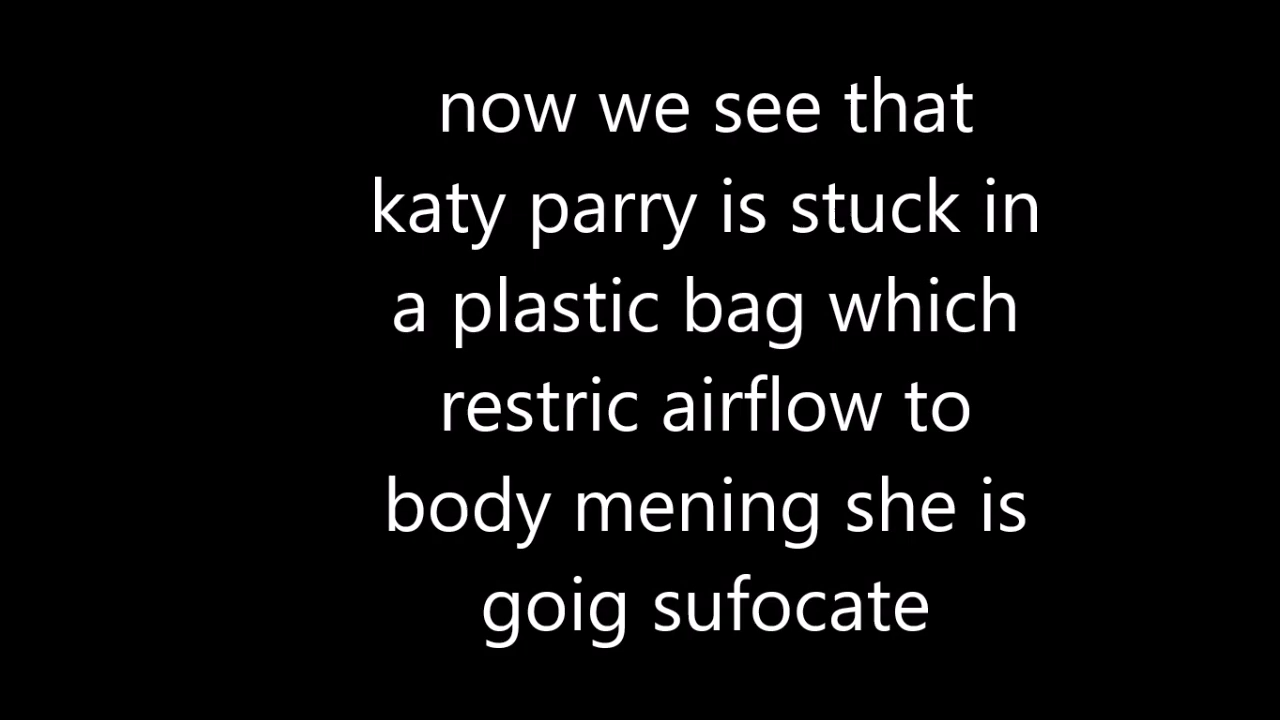 now we see that
katy parry is stuck in
a plastic bag which
restric airflow to
body mening she is
goig sufocate